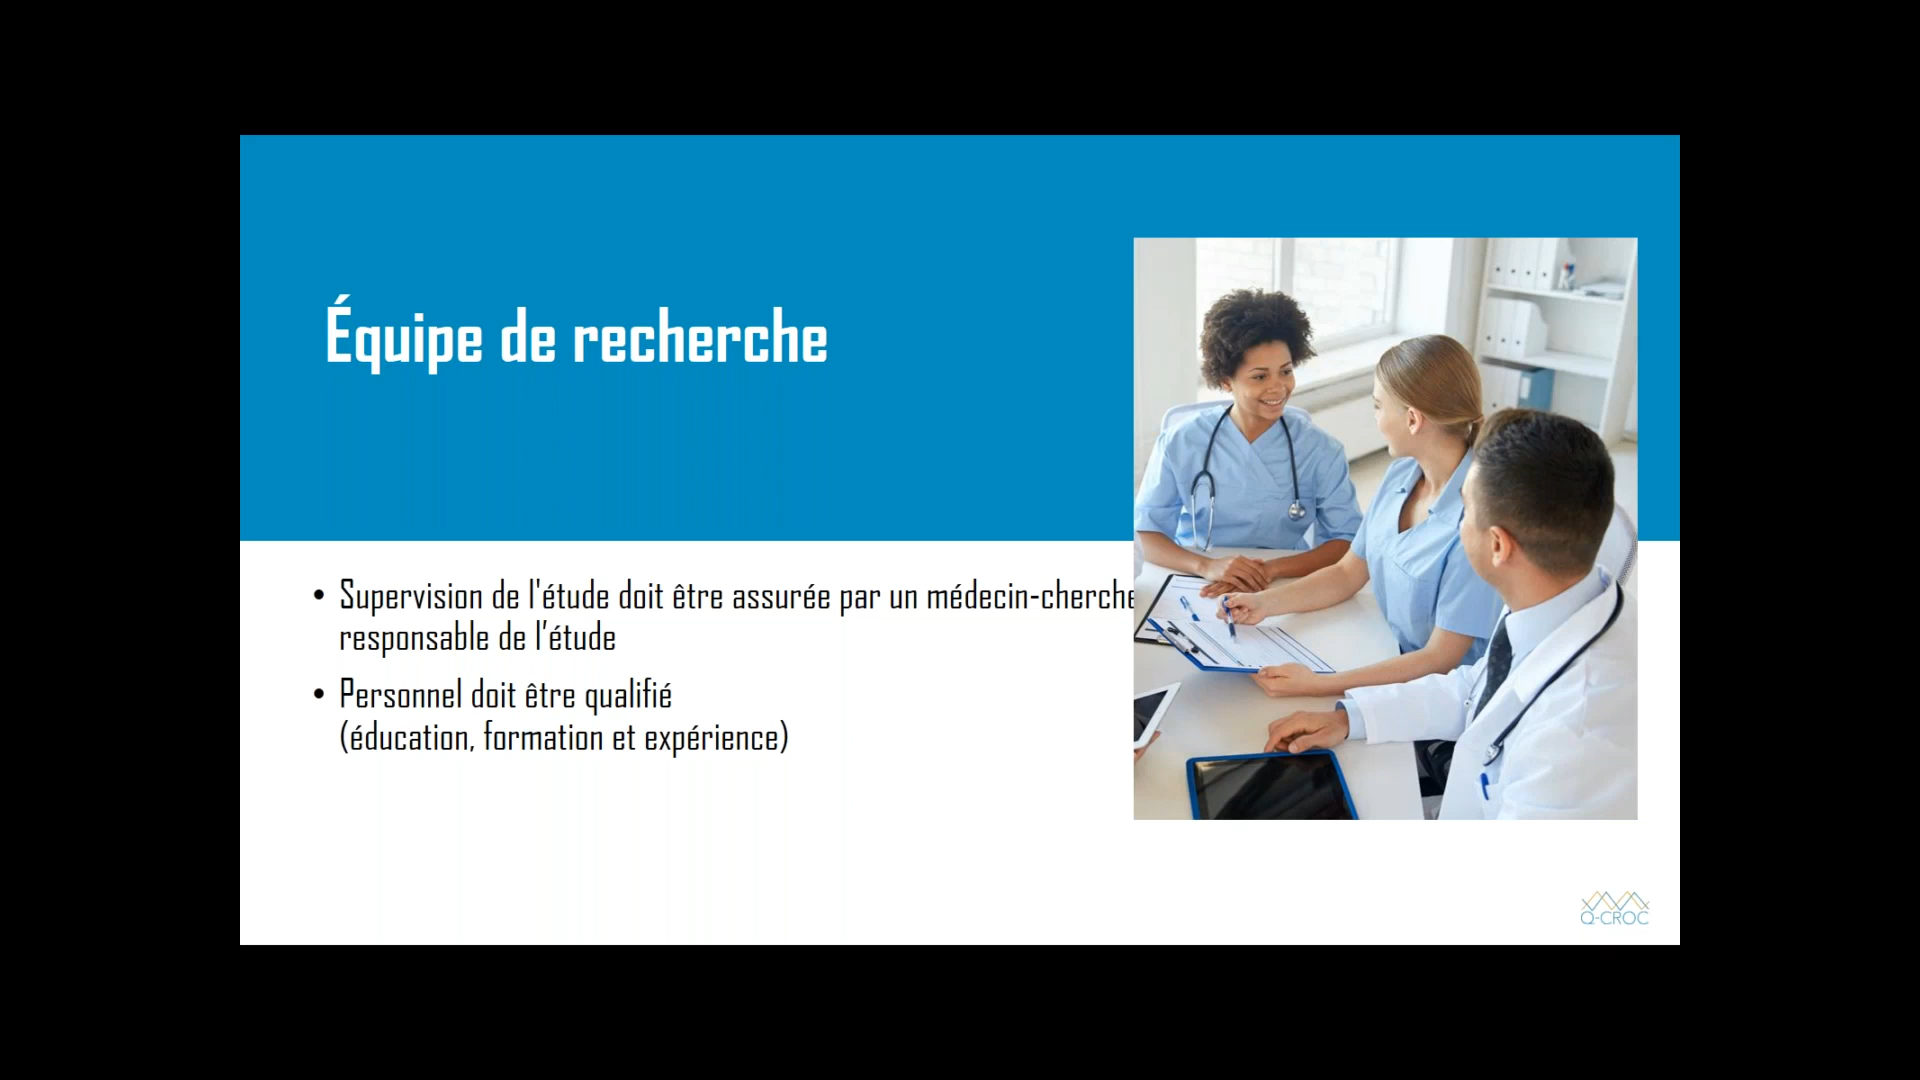 Équipe de recherche
• Supervision de l'étude doit être assurée par un médecin-cherche
responsable de l’étude
• Personnel doit être qualifié
(éducation, formation et expérience)
Q-CROC